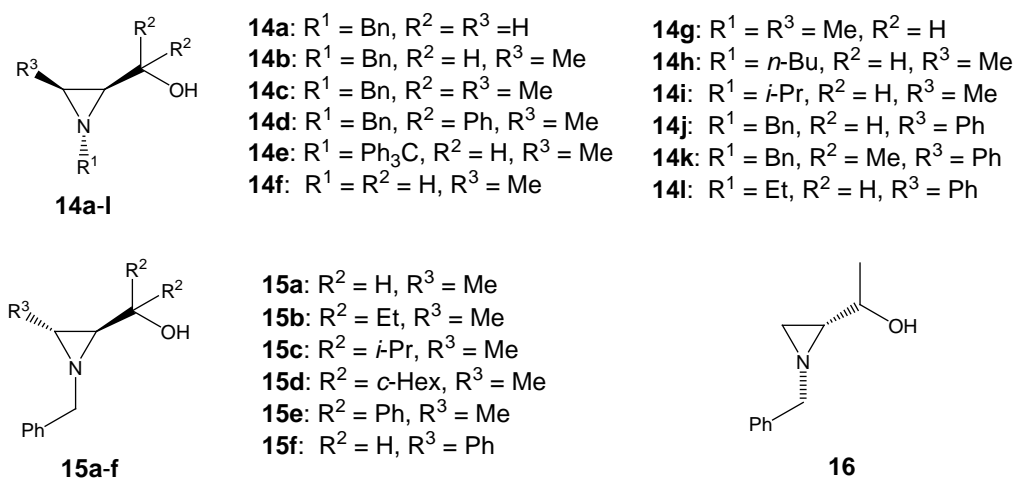 R² R² R³ OH N R¹
14a-l
14a: R¹ = Bn, R² = R³ =H
14b: R¹ = Bn, R² = H, R³ = Me
14c: R¹ = Bn, R² = R³ = Me
14d: R¹ = Bn, R² = Ph, R³ = Me
14e: R¹ = Ph₃C, R² = H, R³ = Me
14f: R¹ = R² = H, R³ = Me
14g: R¹ = R³ = Me, R² = H
14h: R¹ = n-Bu, R² = H, R³ = Me
14i: R¹ = i-Pr, R² = H, R³ = Me
14j: R¹ = Bn, R² = H, R³ = Ph
14k: R¹ = Bn, R² = Me, R³ = Ph
14l: R¹ = Et, R² = H, R³ = Ph
R² R² R³ OH N Ph
15a-f
15a: R² = H, R³ = Me
15b: R² = Et, R³ = Me
15c: R² = i-Pr, R³ = Me
15d: R² = c-Hex, R³ = Me
15e: R² = Ph, R³ = Me
15f: R² = H, R³ = Ph
OH N Ph
16